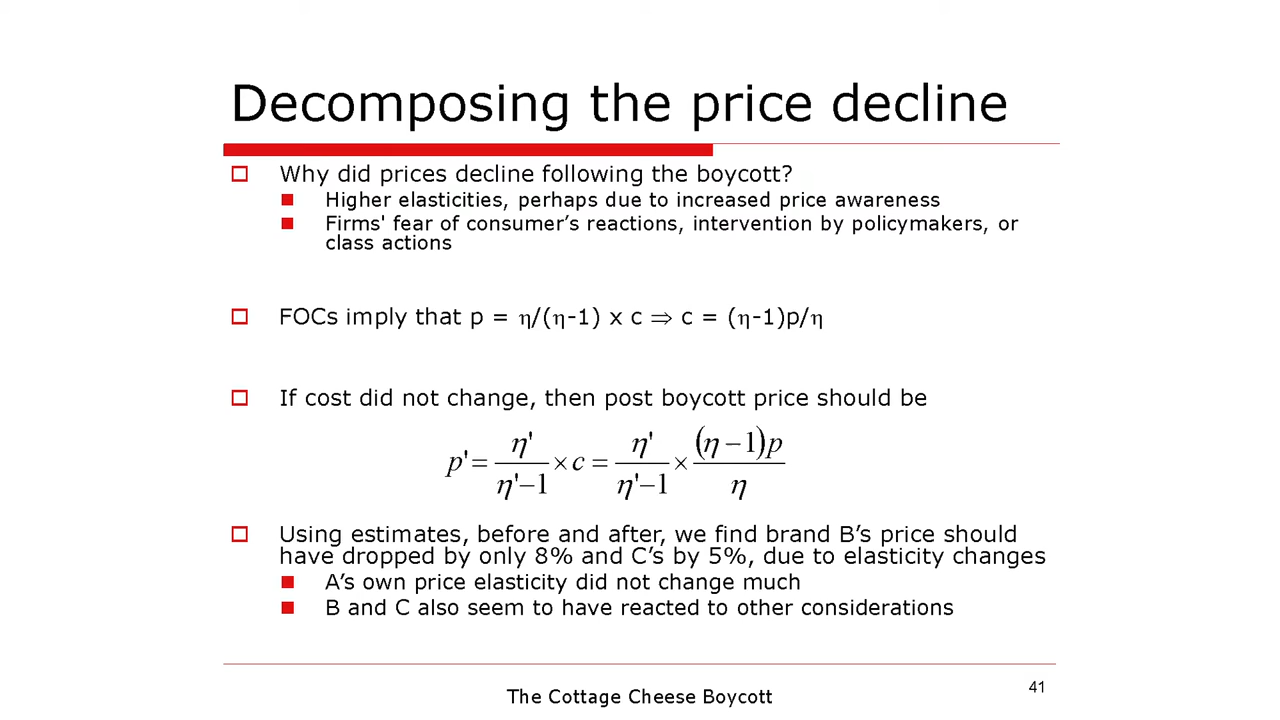 Decomposing the price decline
Why did prices decline following the boycott?
Higher elasticities, perhaps due to increased price awareness
Firms' fear of consumer’s reactions, intervention by policymakers, or
class actions
FOCs imply that p = η/(η-1) x c ⇒ c = (η-1)p/η
If cost did not change, then post boycott price should be
p' = η'/(η'−1) × c = η'/(η'−1) × (η−1)p/η
Using estimates, before and after, we find brand B’s price should
have dropped by only 8% and C’s by 5%, due to elasticity changes
A’s own price elasticity did not change much
B and C also seem to have reacted to other considerations
The Cottage Cheese Boycott
41